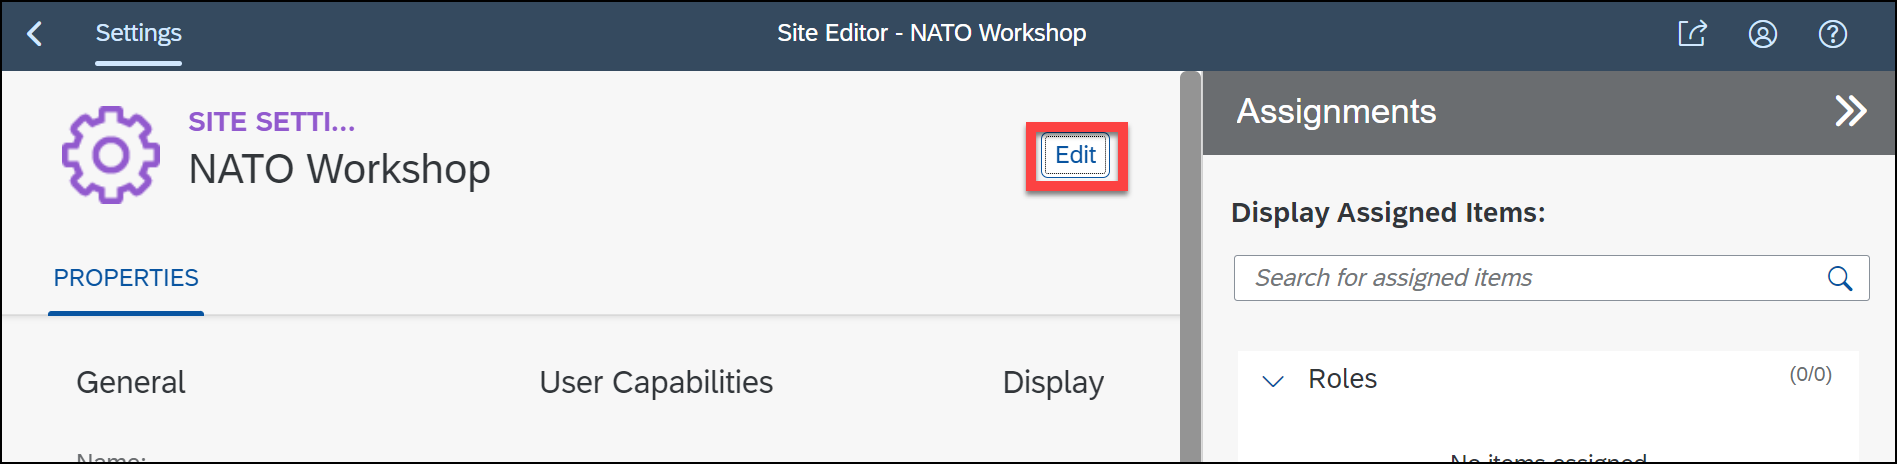 Settings
Site Editor - NATO Workshop
SITE SETTI...
NATO Workshop
Edit
PROPERTIES
General
User Capabilities
Display
Name:
Assignments
Display Assigned Items:
Search for assigned items
Roles
(0/0)
No items assigned